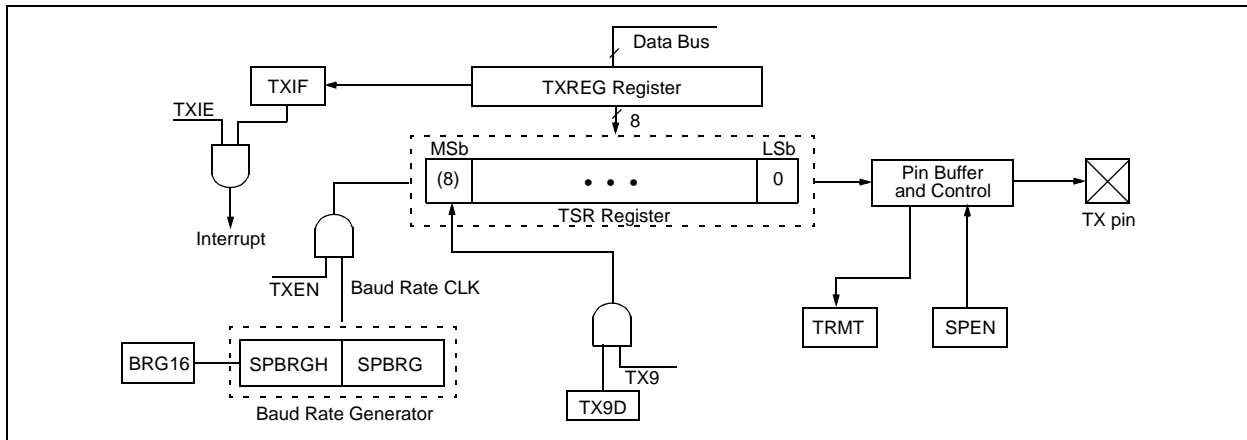 Data Bus
TXIF
TXREG Register
TXIE
8
MSb
LSb
(8)
• • •
0
TSR Register
Pin Buffer
and Control
TX pin
Interrupt
TXEN
Baud Rate CLK
TRMT
SPEN
BRG16
SPBRGH
SPBRG
TX9
TX9D
Baud Rate Generator